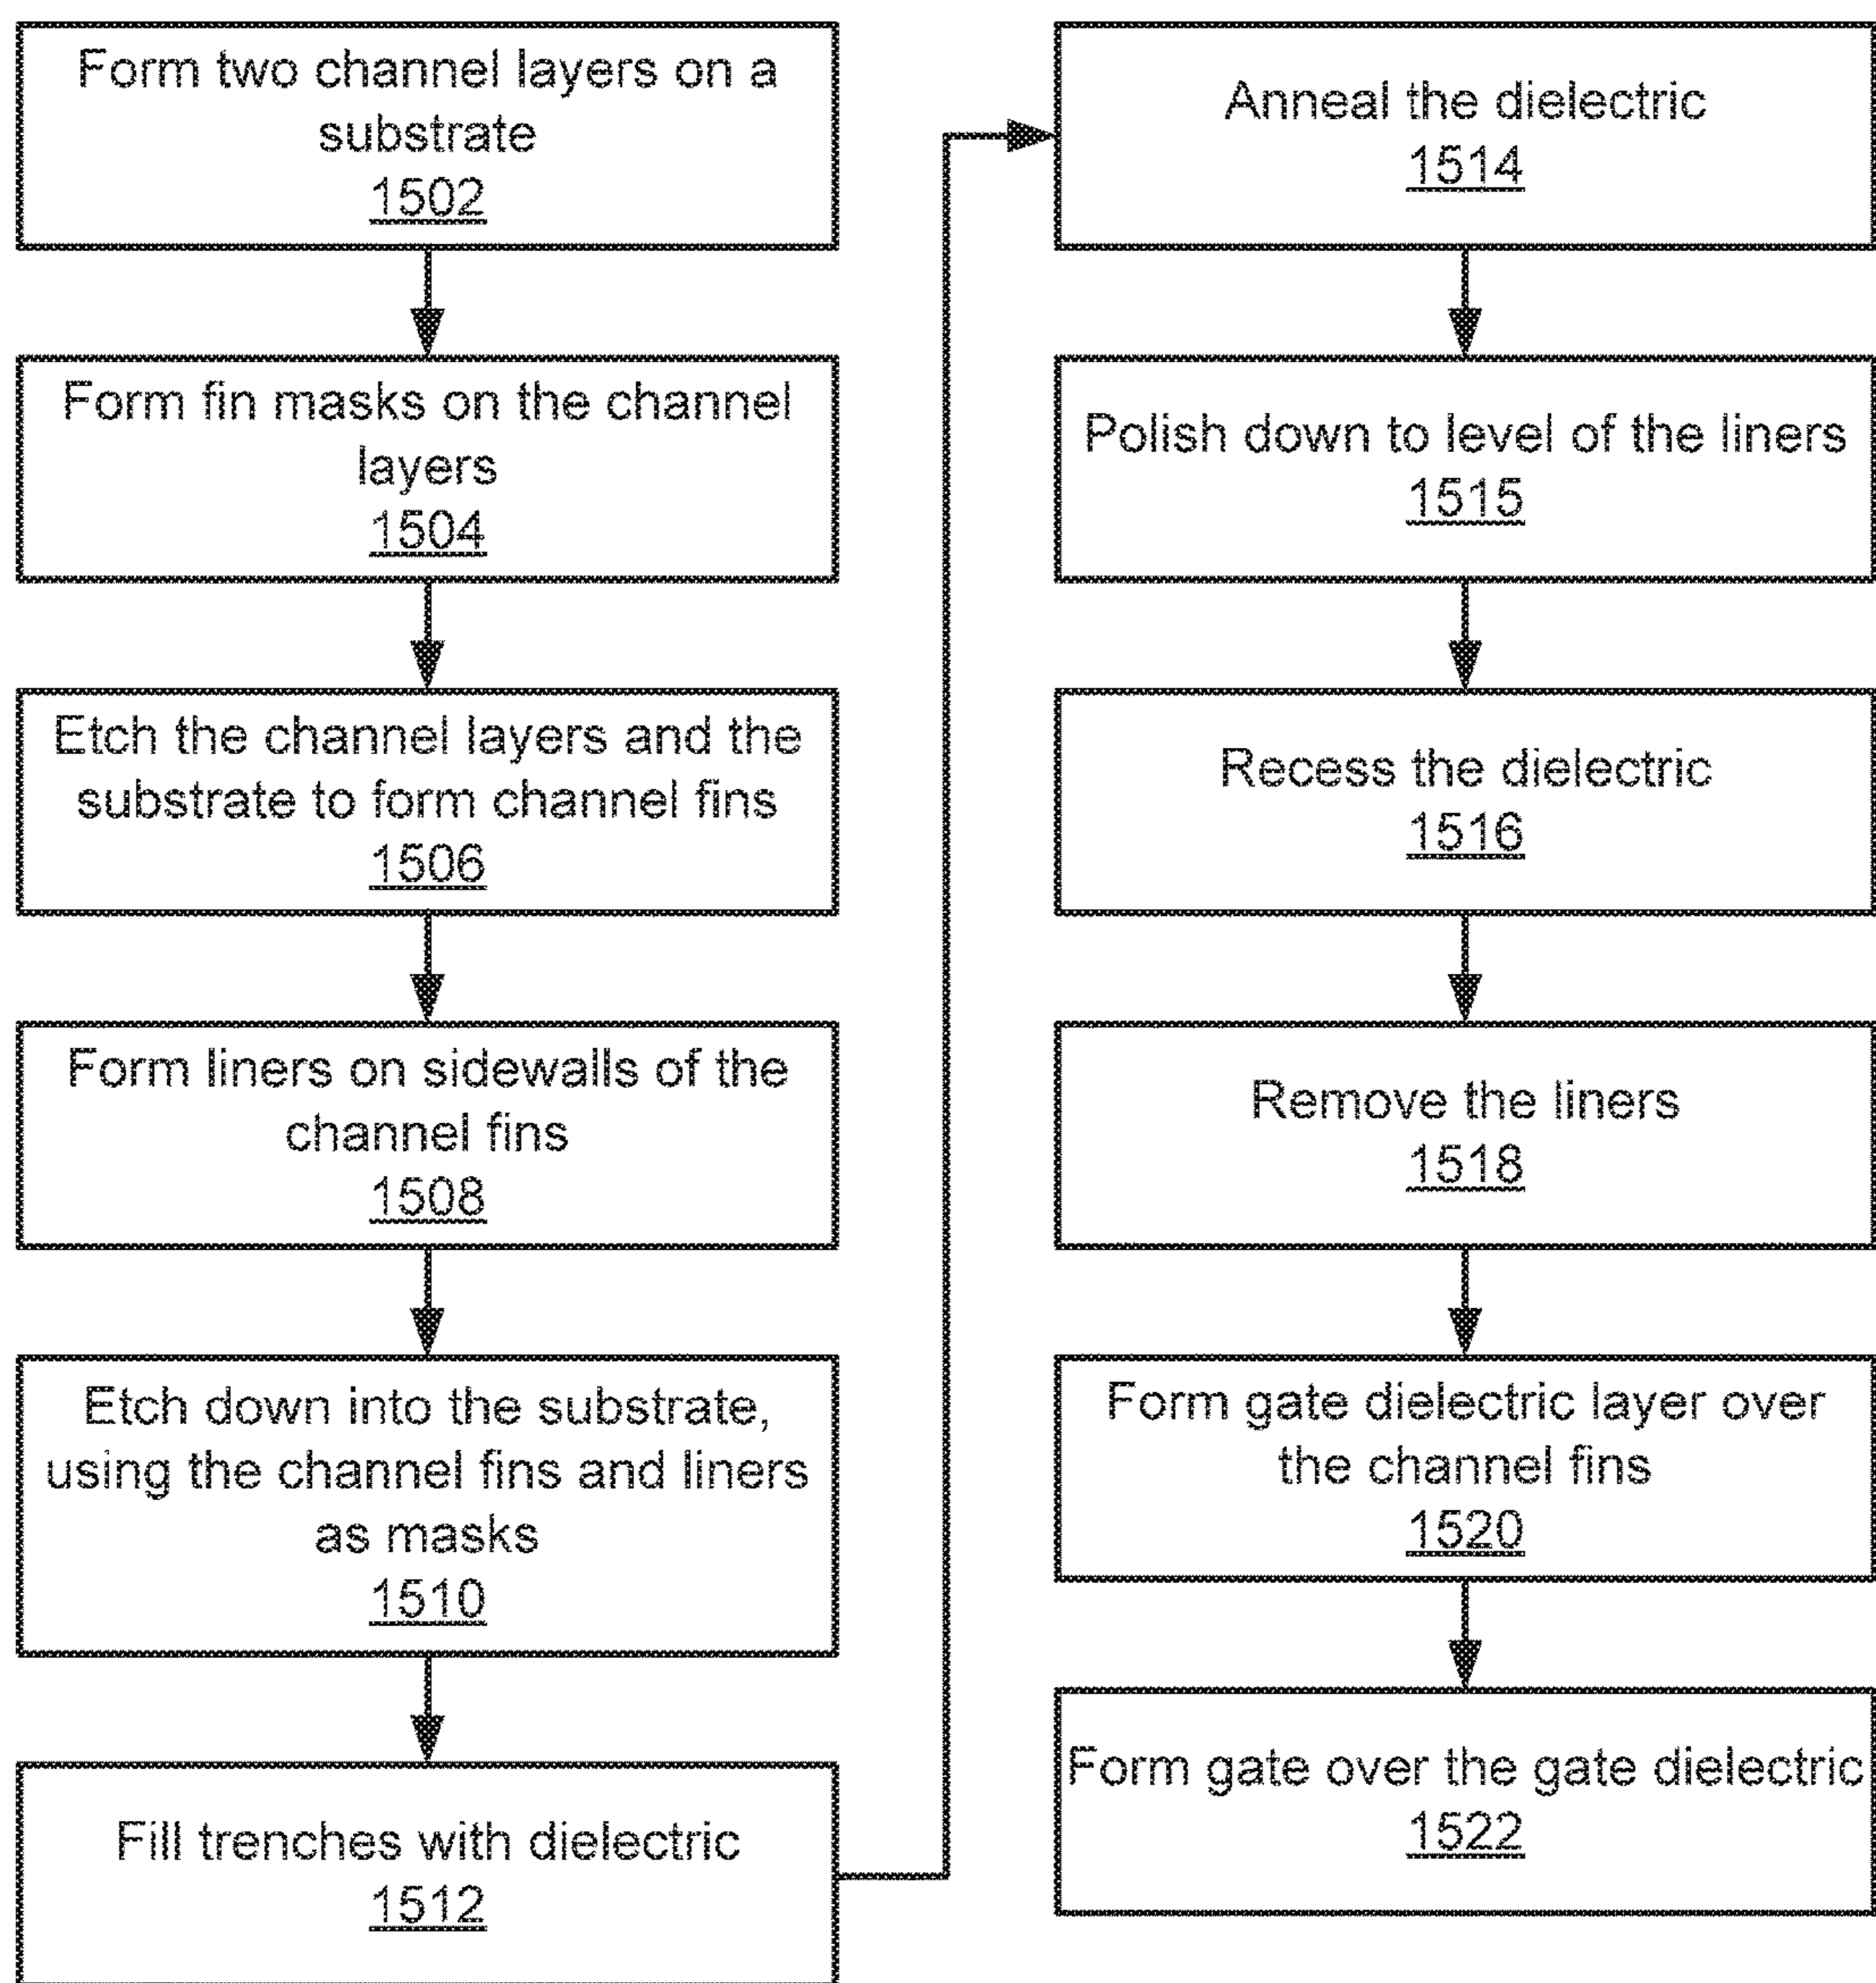 Form two channel layers on a
substrate
1502
Form fin masks on the channel
layers
1504
Etch the channel layers and the
substrate to form channel fins
1506
Form liners on sidewalls of the
channel fins
1508
Etch down into the substrate,
using the channel fins and liners
as masks
1510
Fill trenches with dielectric
1512
Anneal the dielectric
1514
Polish down to level of the liners
1515
Recess the dielectric
1516
Remove the liners
1518
Form gate dielectric layer over
the channel fins
1520
Form gate over the gate dielectric
1522